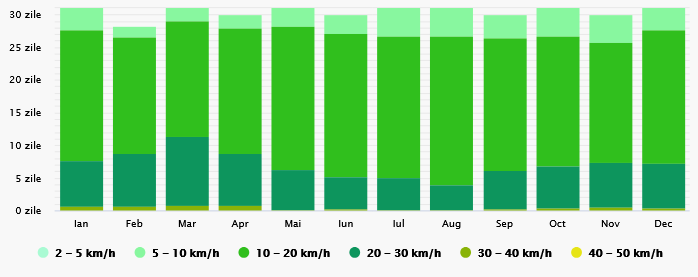 30 zile
25 zile
20 zile
15 zile
10 zile
5 zile
0 zile
Ian Feb Mar Apr Mai Iun Iul Aug Sep Oct Nov Dec
2 – 5 km/h 5 – 10 km/h 10 – 20 km/h 20 – 30 km/h 30 – 40 km/h 40 – 50 km/h